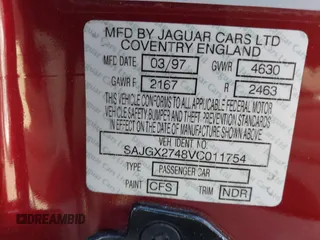 MFD BY JAGUAR CARS LTD
COVENTRY ENGLAND
MFD DATE 03/97 GVWR 4630
GAWR F 2167 R 2463
THIS VEHICLE CONFORMS TO ALL APPLICABLE FEDERAL MOTOR
VEHICLE SAFETY, BUMPER AND THEFT PREVENTION STANDARDS
IN EFFECT ON THE DATE OF MANUFACTURE SHOWN ABOVE
VEH IDENT NO
SAJGX2748VC011754
TYPE PASSENGER CAR
PAINT CFS TRIM NDR
DREAMBID